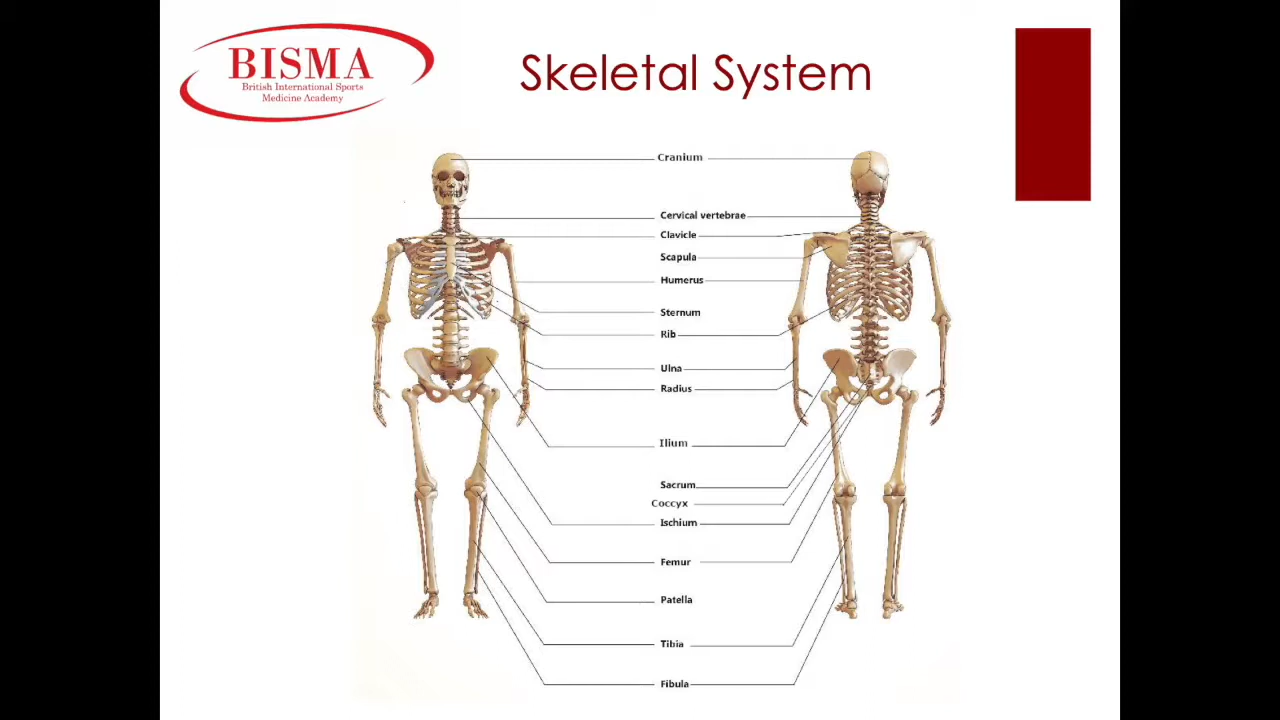 BISMA
British International Sports
Medicine Academy
Skeletal System
Cranium
Cervical vertebrae
Clavicle
Scapula
Humerus
Sternum
Rib
Ulna
Radius
Ilium
Sacrum
Coccyx
Ischium
Femur
Patella
Tibia
Fibula